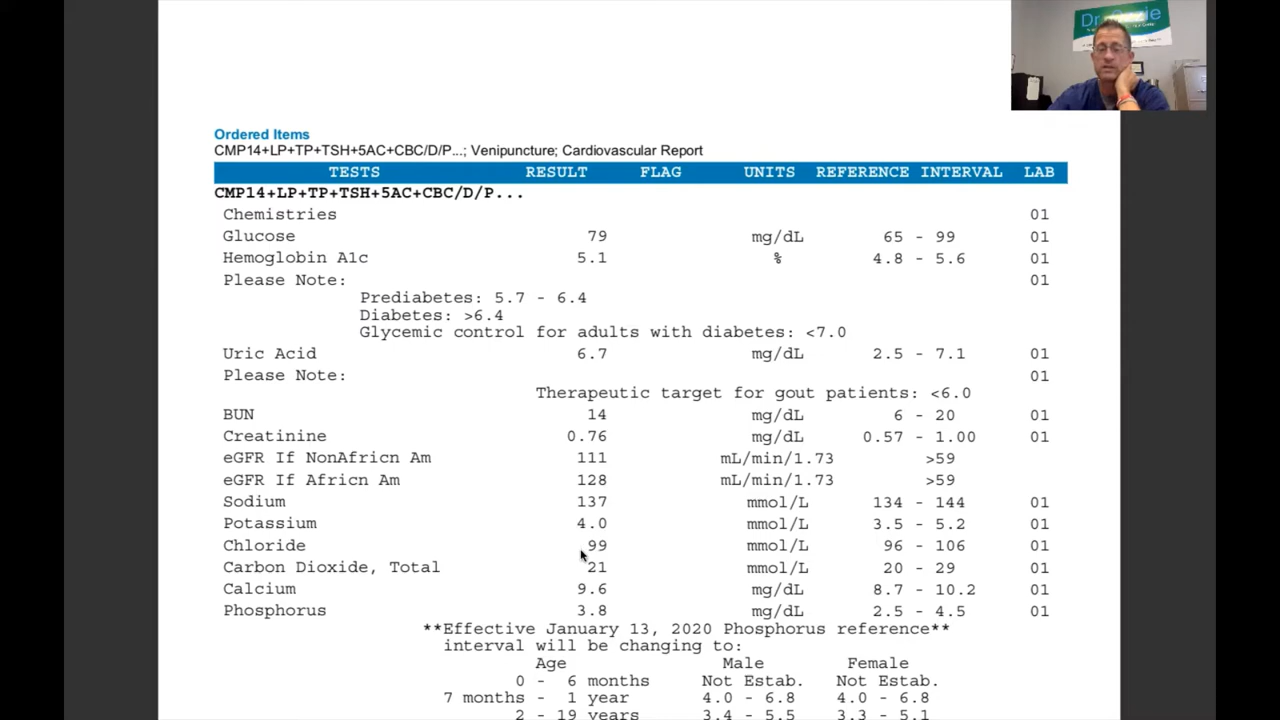 Ordered Items
CMP14+LP+TP+TSH+5AC+CBC/D/P...; Venipuncture; Cardiovascular Report
TESTS RESULT FLAG UNITS REFERENCE INTERVAL LAB
CMP14+LP+TP+TSH+5AC+CBC/D/P...
Chemistries 01
Glucose 79 mg/dL 65 - 99 01
Hemoglobin A1c 5.1 % 4.8 - 5.6 01
Please Note: 01
Prediabetes: 5.7 - 6.4
Diabetes: >6.4
Glycemic control for adults with diabetes: <7.0
Uric Acid 6.7 mg/dL 2.5 - 7.1 01
Please Note: 01
Therapeutic target for gout patients: <6.0
BUN 14 mg/dL 6 - 20 01
Creatinine 0.76 mg/dL 0.57 - 1.00 01
eGFR If NonAfricn Am 111 mL/min/1.73 >59
eGFR If Africn Am 128 mL/min/1.73 >59
Sodium 137 mmol/L 134 - 144 01
Potassium 4.0 mmol/L 3.5 - 5.2 01
Chloride 99 mmol/L 96 - 106 01
Carbon Dioxide, Total 21 mmol/L 20 - 29 01
Calcium 9.6 mg/dL 8.7 - 10.2 01
Phosphorus 3.8 mg/dL 2.5 - 4.5 01
**Effective January 13, 2020 Phosphorus reference**
interval will be changing to:
Age Male Female
0 - 6 months Not Estab. Not Estab.
7 months - 1 year 4.0 - 6.8 4.0 - 6.8
2 - 19 years 3.4 - 5.5 3.3 - 5.1